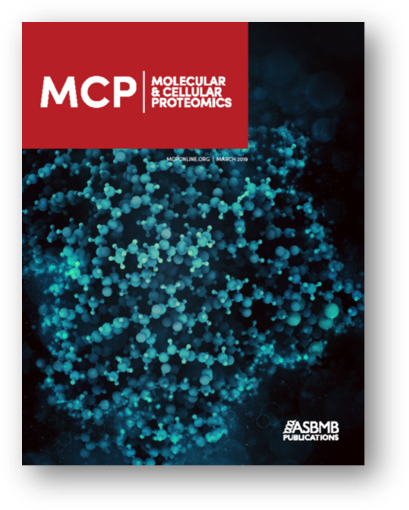 MCP
MOLECULAR
& CELLULAR
PROTEOMICS
MCPONLINE.ORG | MARCH 2019
ASBMB
PUBLICATIONS